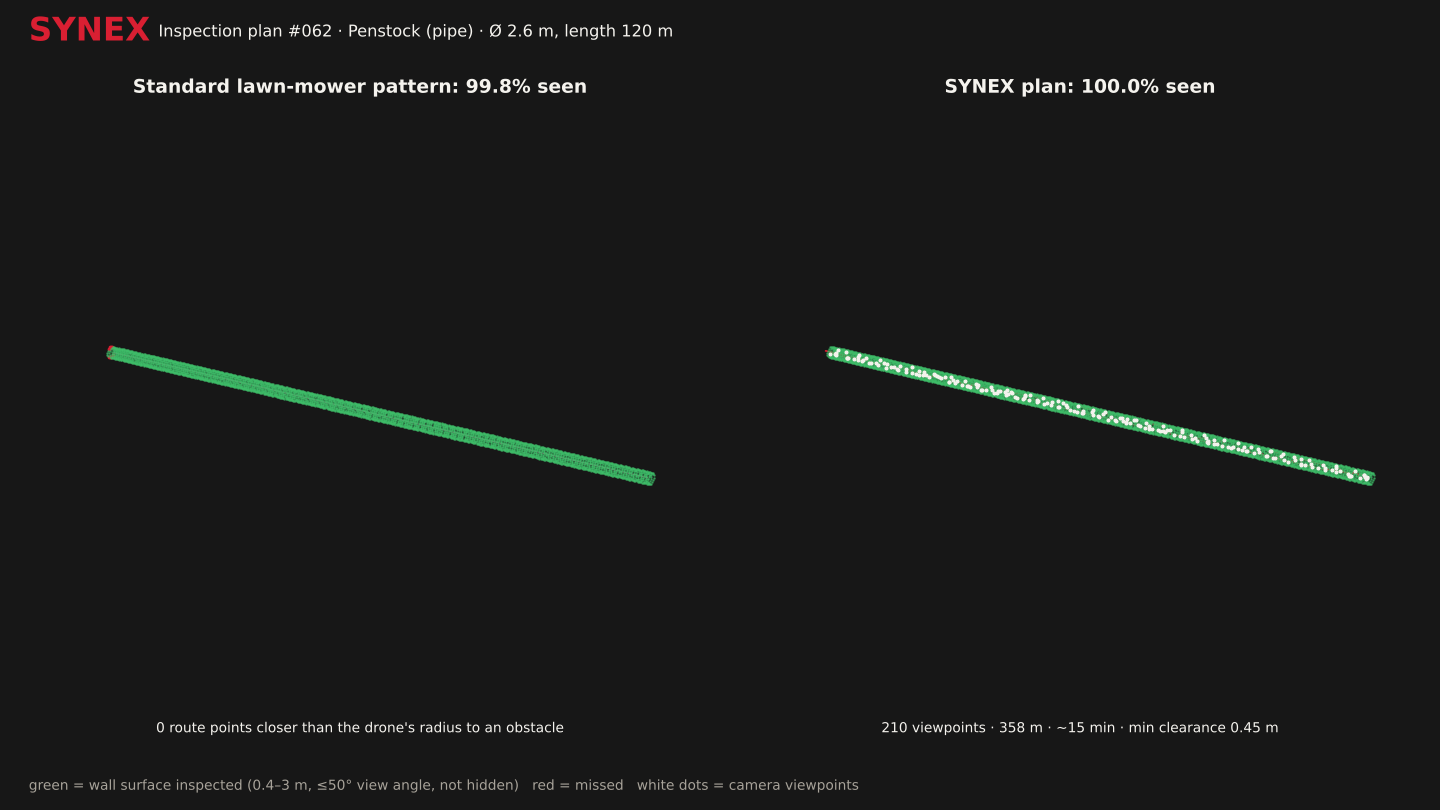 SYNEX Inspection plan #062 · Penstock (pipe) · Ø 2.6 m, length 120 m
Standard lawn-mower pattern: 99.8% seen
SYNEX plan: 100.0% seen
0 route points closer than the drone's radius to an obstacle
210 viewpoints · 358 m · ~15 min · min clearance 0.45 m
green = wall surface inspected (0.4–3 m, ≤50° view angle, not hidden)   red = missed   white dots = camera viewpoints